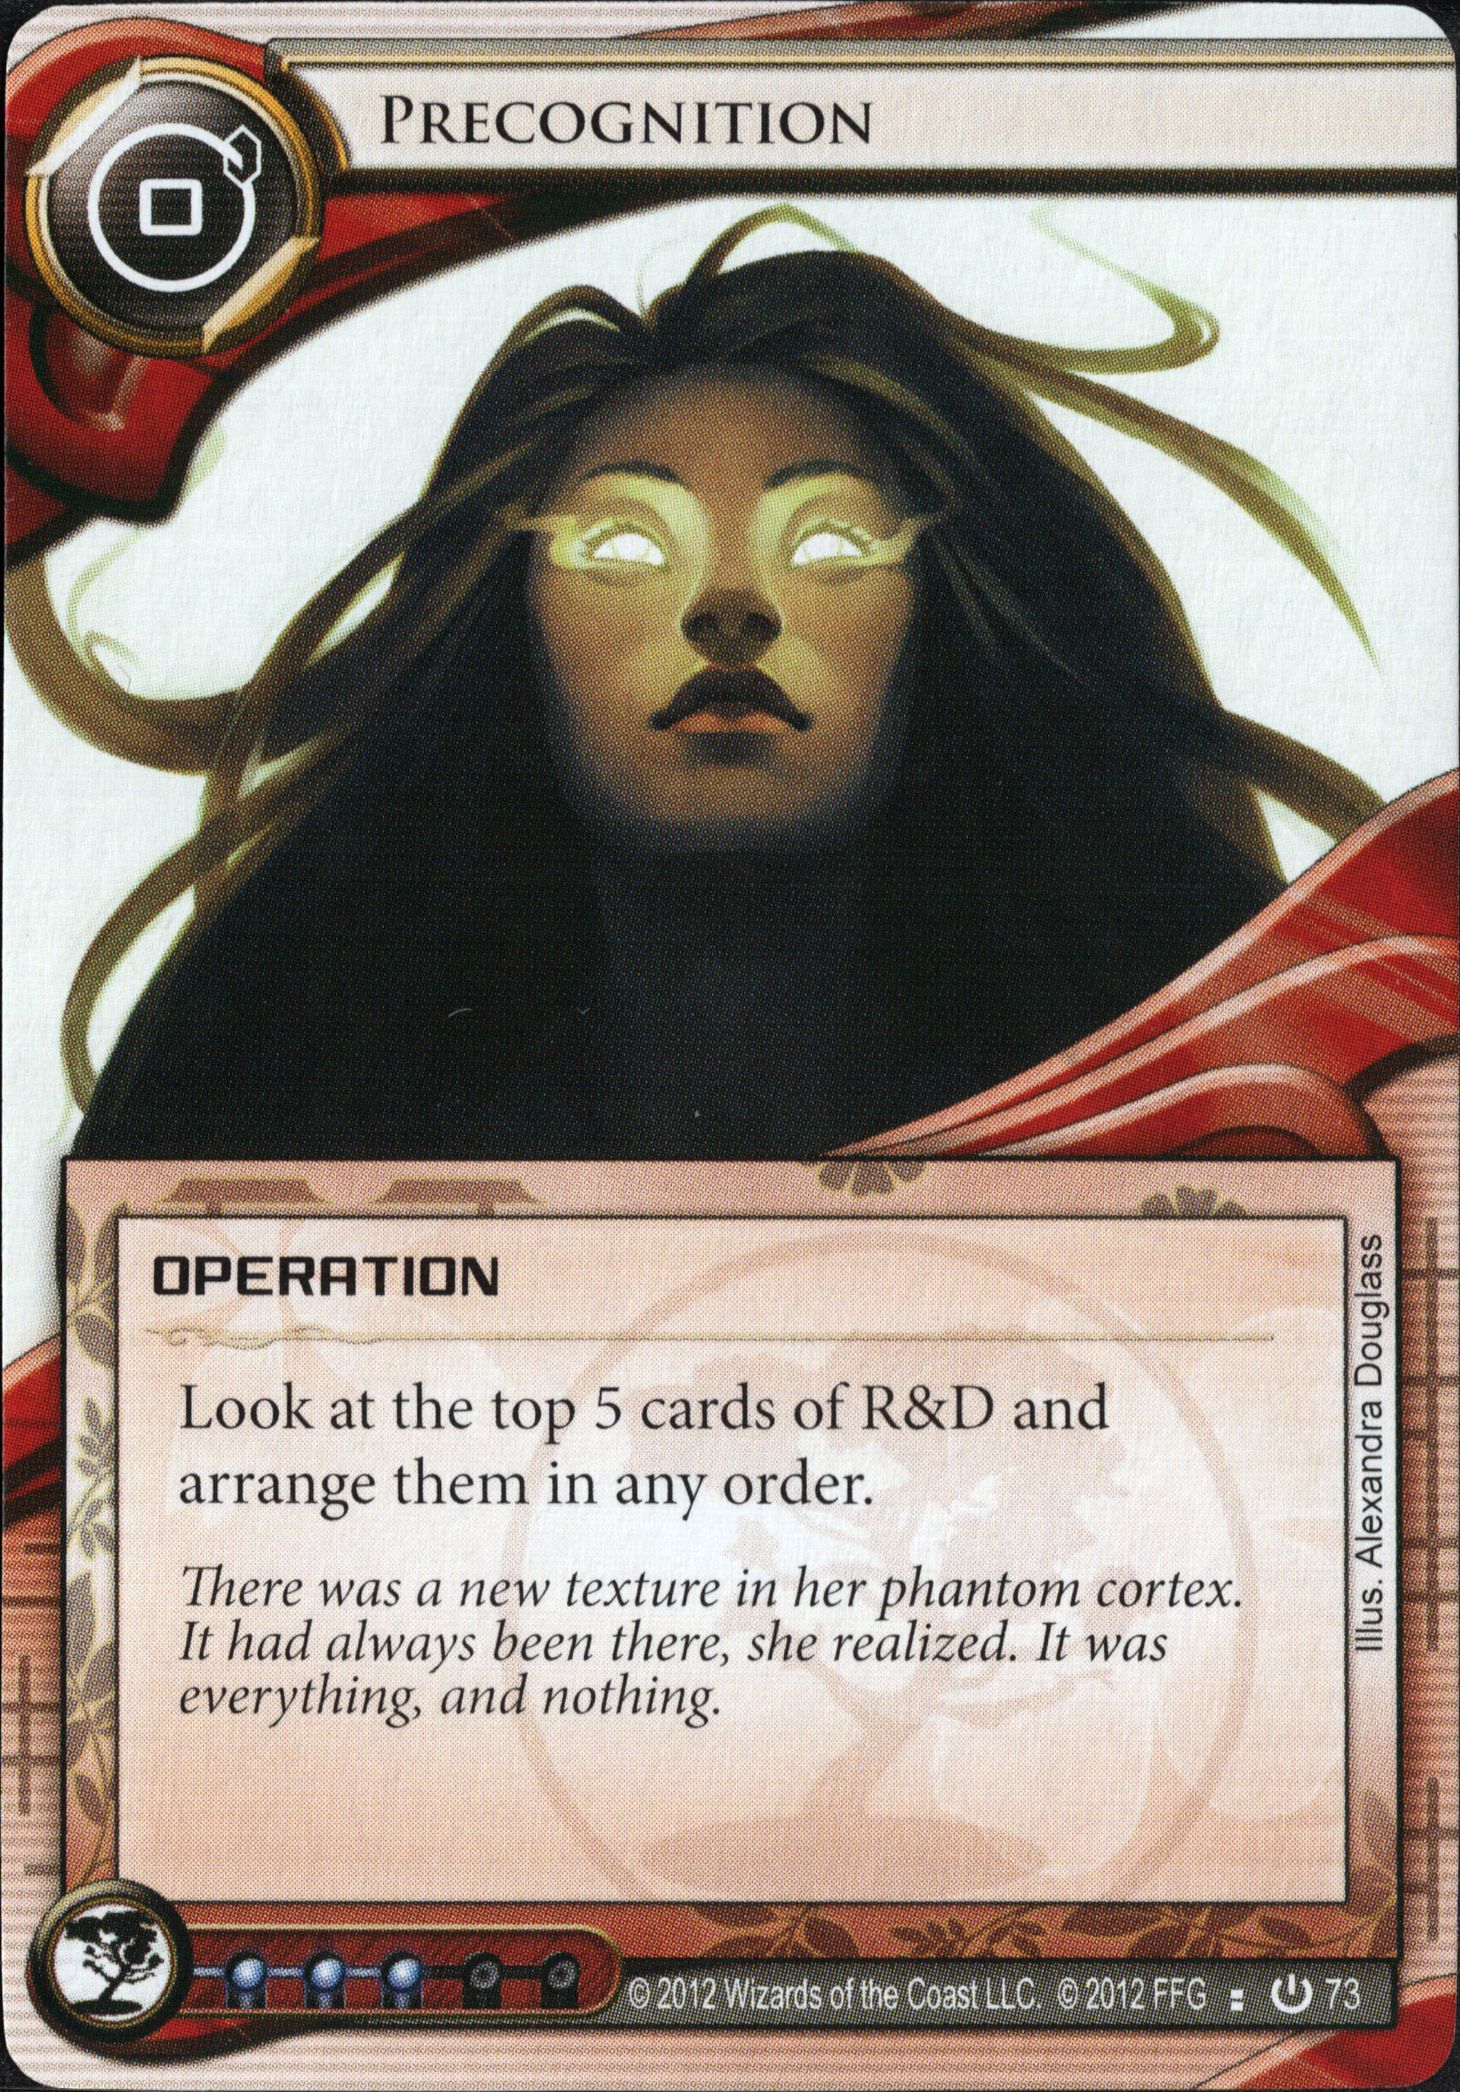 PRECOGNITION
0
OPERATION
Look at the top 5 cards of R&D and
arrange them in any order.
There was a new texture in her phantom cortex.
It had always been there, she realized. It was
everything, and nothing.
Illus. Alexandra Douglass
© 2012 Wizards of the Coast LLC. © 2012 FFG 73